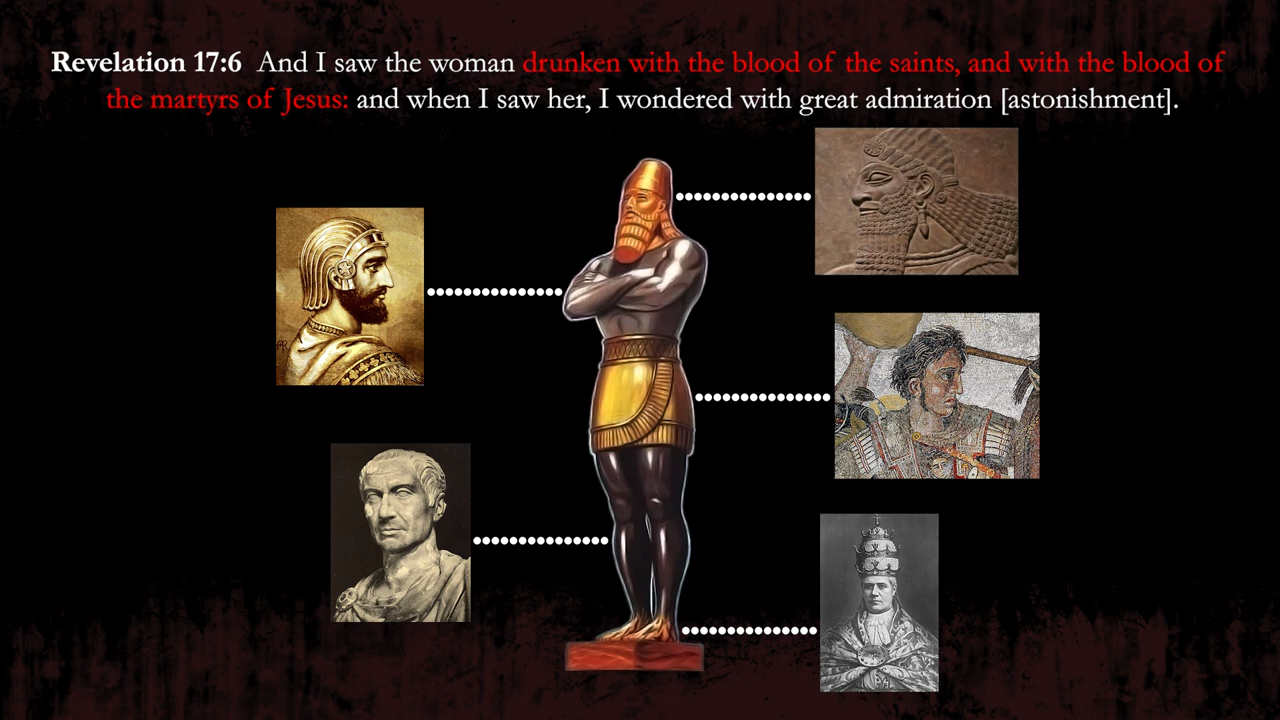 Revelation 17:6 And I saw the woman drunken with the blood of the saints, and with the blood of
the martyrs of Jesus: and when I saw her, I wondered with great admiration [astonishment].